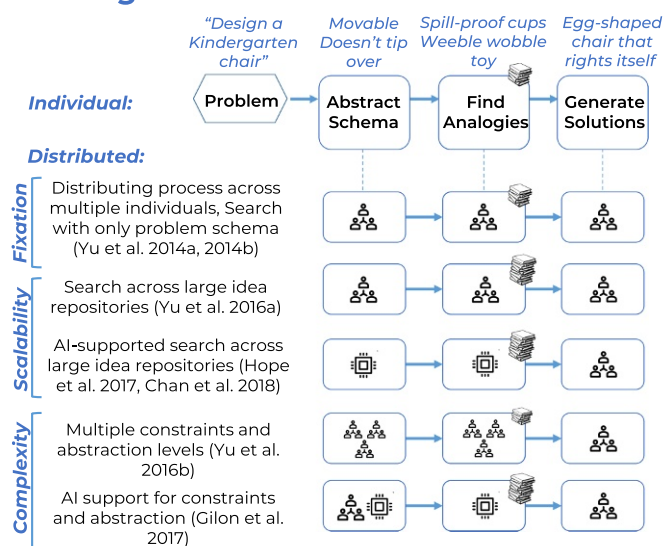 “Design a
Kindergarten
chair”
Movable
Doesn’t tip
over
Spill-proof cups
Weeble wobble
toy
Egg-shaped
chair that
rights itself
Individual:
Problem
Abstract
Schema
Find
Analogies
Generate
Solutions
Distributed:
Fixation
Distributing process across
multiple individuals, Search
with only problem schema
(Yu et al. 2014a, 2014b)
Scalability
Search across large idea
repositories (Yu et al. 2016a)
AI-supported search across
large idea repositories (Hope
et al. 2017, Chan et al. 2018)
Complexity
Multiple constraints and
abstraction levels (Yu et al.
2016b)
AI support for constraints
and abstraction (Gilon et al.
2017)